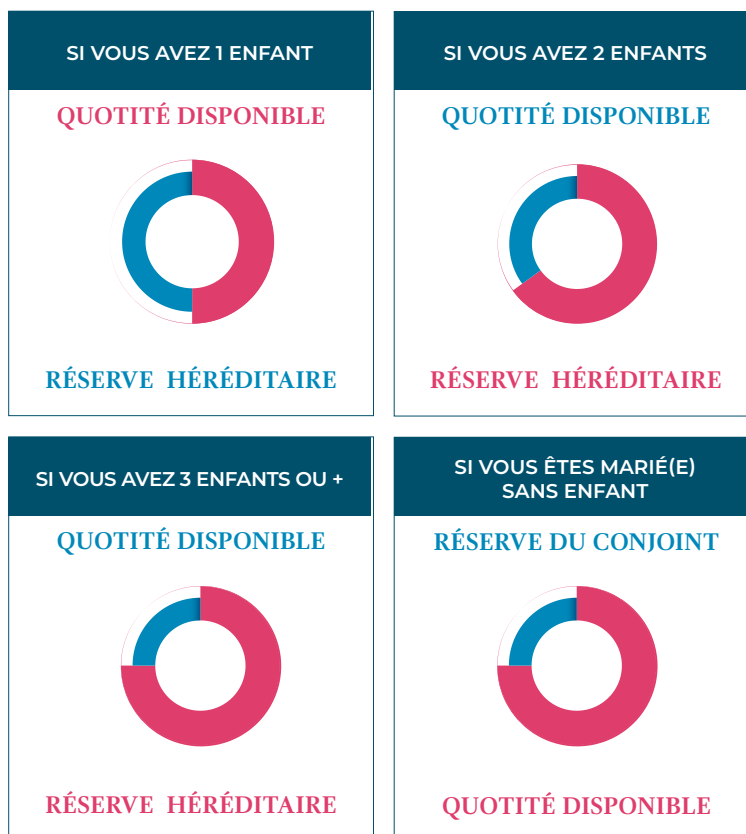 SI VOUS AVEZ 1 ENFANT
QUOTITÉ DISPONIBLE
RÉSERVE HÉRÉDITAIRE
SI VOUS AVEZ 2 ENFANTS
QUOTITÉ DISPONIBLE
RÉSERVE HÉRÉDITAIRE
SI VOUS AVEZ 3 ENFANTS OU +
QUOTITÉ DISPONIBLE
RÉSERVE HÉRÉDITAIRE
SI VOUS ÊTES MARIÉ(E)
SANS ENFANT
RÉSERVE DU CONJOINT
QUOTITÉ DISPONIBLE